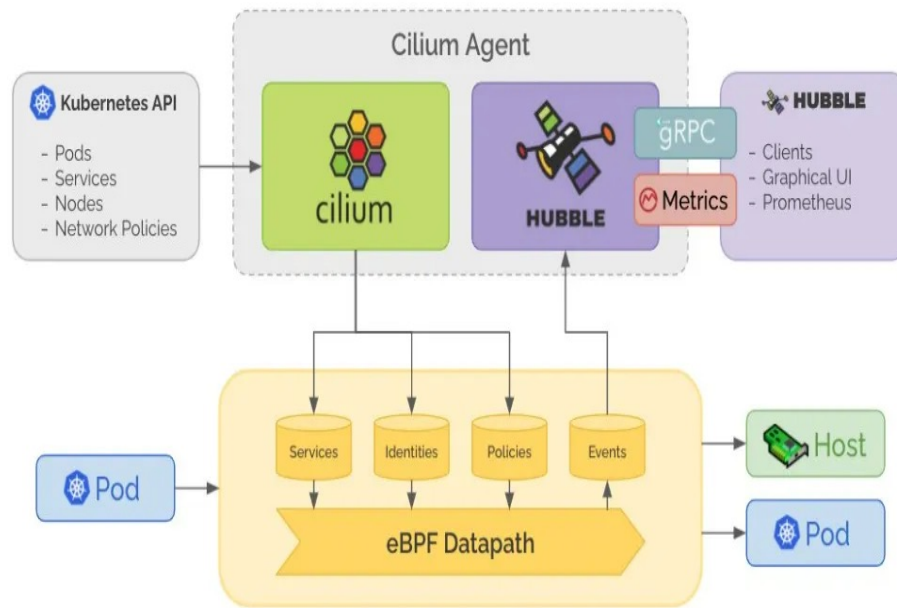 Cilium Agent
Kubernetes API
- Pods
- Services
- Nodes
- Network Policies
cilium
HUBBLE
gRPC
Metrics
HUBBLE
- Clients
- Graphical UI
- Prometheus
Services
Identities
Policies
Events
eBPF Datapath
Pod
Host
Pod